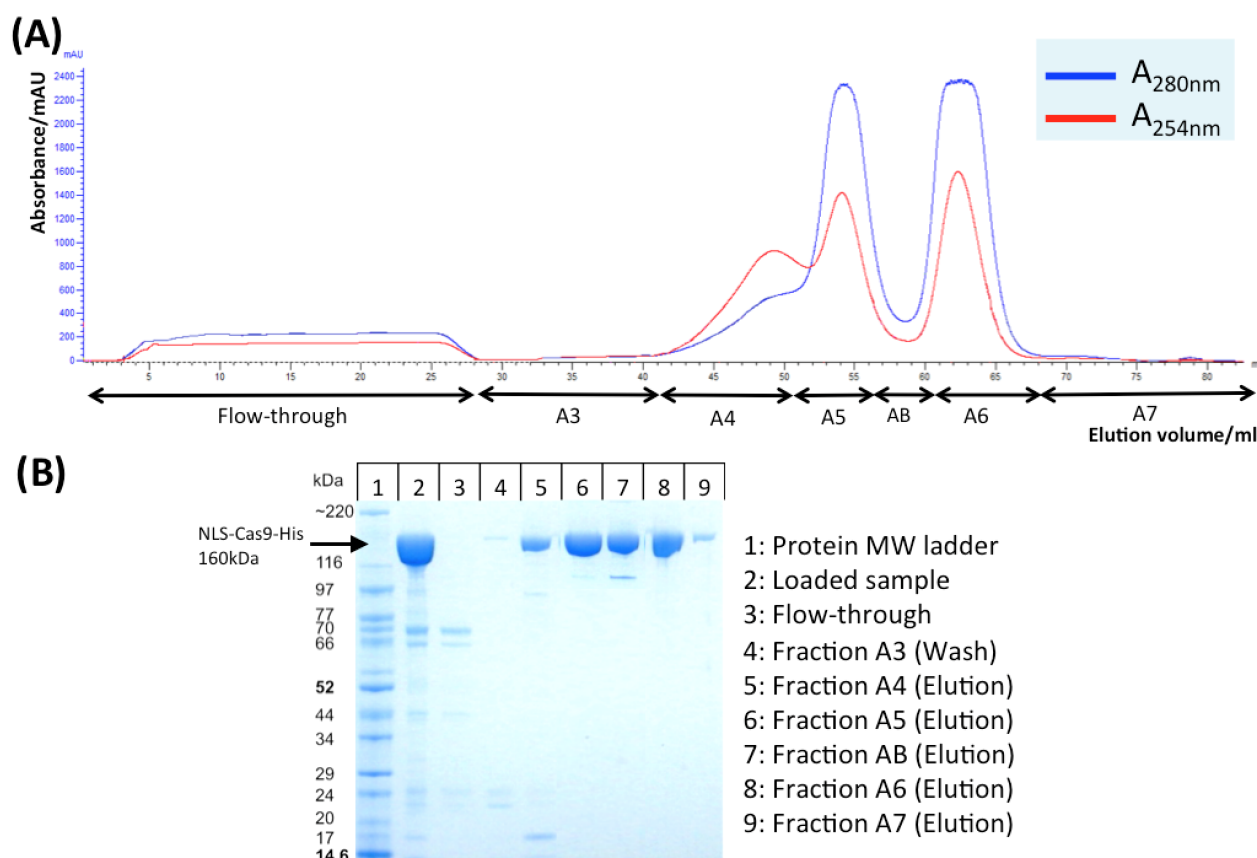 (A)
mAU
Absorbance/mAU
2400
2200
2000
1800
1600
1400
1200
1000
800
600
400
200
0
A280nm
A254nm
5 10 15 20 25 30 35 40 45 50 55 60 65 70 75 80
Flow-through A3 A4 A5 AB A6 A7
Elution volume/ml
(B)
kDa
1 2 3 4 5 6 7 8 9
~220
NLS-Cas9-His
160kDa
116
97
77
70
66
52
44
34
29
24
20
17
14.6
1: Protein MW ladder
2: Loaded sample
3: Flow-through
4: Fraction A3 (Wash)
5: Fraction A4 (Elution)
6: Fraction A5 (Elution)
7: Fraction AB (Elution)
8: Fraction A6 (Elution)
9: Fraction A7 (Elution)